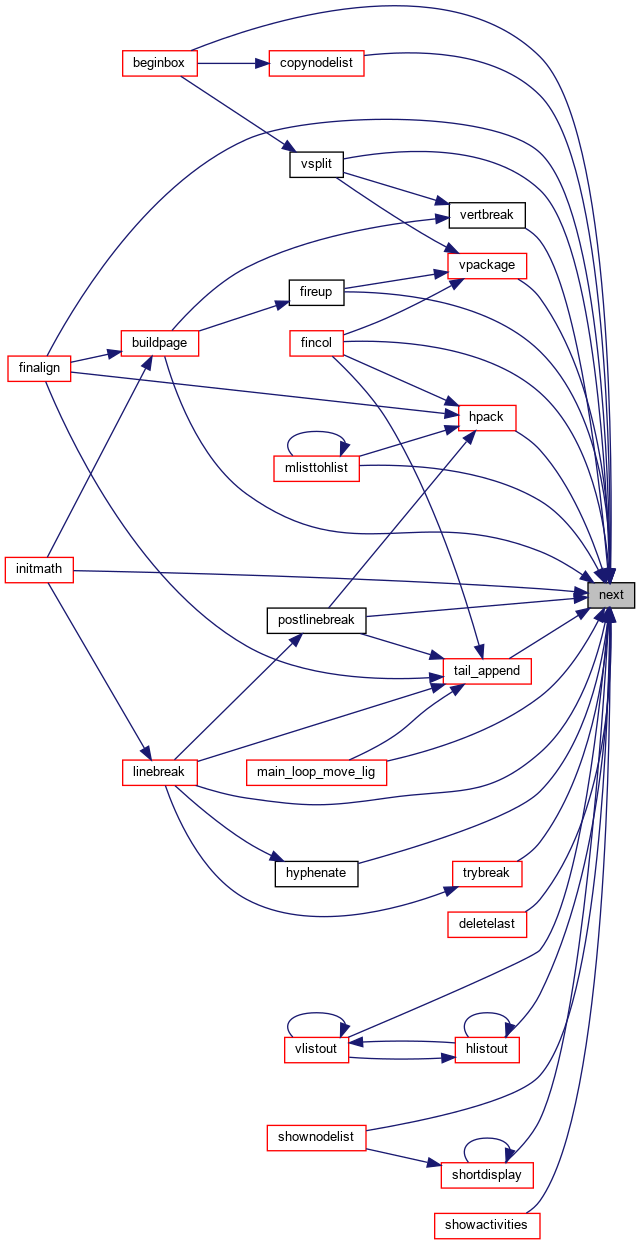 beginbox
copynodelist
vsplit
vertbreak
vpackage
fireup
buildpage
fincol
finalign
hpack
mlisttohlist
initmath
next
postlinebreak
tail_append
linebreak
main_loop_move_lig
hyphenate
trybreak
deletelast
vlistout
hlistout
shownodelist
shortdisplay
showactivities